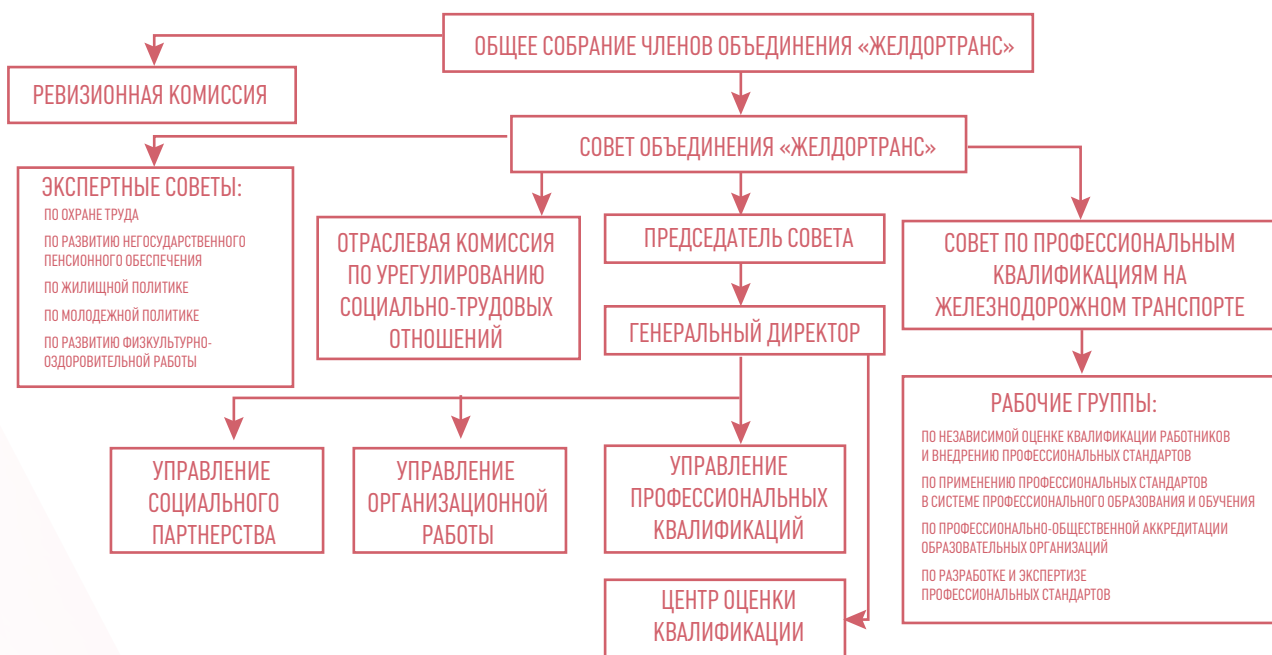 ОБЩЕЕ СОБРАНИЕ ЧЛЕНОВ ОБЪЕДИНЕНИЯ «ЖЕЛДОРТРАНС»
РЕВИЗИОННАЯ КОМИССИЯ
СОВЕТ ОБЪЕДИНЕНИЯ «ЖЕЛДОРТРАНС»
ЭКСПЕРТНЫЕ СОВЕТЫ:
ПО ОХРАНЕ ТРУДА
ПО РАЗВИТИЮ НЕГОСУДАРСТВЕННОГО
ПЕНСИОННОГО ОБЕСПЕЧЕНИЯ
ПО ЖИЛИЩНОЙ ПОЛИТИКЕ
ПО МОЛОДЕЖНОЙ ПОЛИТИКЕ
ПО РАЗВИТИЮ ФИЗКУЛЬТУРНО-
ОЗДОРОВИТЕЛЬНОЙ РАБОТЫ
ОТРАСЛЕВАЯ КОМИССИЯ
ПО УРЕГУЛИРОВАНИЮ
СОЦИАЛЬНО-ТРУДОВЫХ
ОТНОШЕНИЙ
ПРЕДСЕДАТЕЛЬ СОВЕТА
ГЕНЕРАЛЬНЫЙ ДИРЕКТОР
СОВЕТ ПО ПРОФЕССИОНАЛЬНЫМ
КВАЛИФИКАЦИЯМ НА
ЖЕЛЕЗНОДОРОЖНОМ ТРАНСПОРТЕ
РАБОЧИЕ ГРУППЫ:
ПО НЕЗАВИСИМОЙ ОЦЕНКЕ КВАЛИФИКАЦИИ РАБОТНИКОВ
И ВНЕДРЕНИЮ ПРОФЕССИОНАЛЬНЫХ СТАНДАРТОВ
ПО ПРИМЕНЕНИЮ ПРОФЕССИОНАЛЬНЫХ СТАНДАРТОВ
В СИСТЕМЕ ПРОФЕССИОНАЛЬНОГО ОБРАЗОВАНИЯ И ОБУЧЕНИЯ
ПО ПРОФЕССИОНАЛЬНО-ОБЩЕСТВЕННОЙ АККРЕДИТАЦИИ
ОБРАЗОВАТЕЛЬНЫХ ОРГАНИЗАЦИЙ
ПО РАЗРАБОТКЕ И ЭКСПЕРТИЗЕ
ПРОФЕССИОНАЛЬНЫХ СТАНДАРТОВ
УПРАВЛЕНИЕ
СОЦИАЛЬНОГО
ПАРТНЕРСТВА
УПРАВЛЕНИЕ
ОРГАНИЗАЦИОННОЙ
РАБОТЫ
УПРАВЛЕНИЕ
ПРОФЕССИОНАЛЬНЫХ
КВАЛИФИКАЦИЙ
ЦЕНТР ОЦЕНКИ
КВАЛИФИКАЦИИ